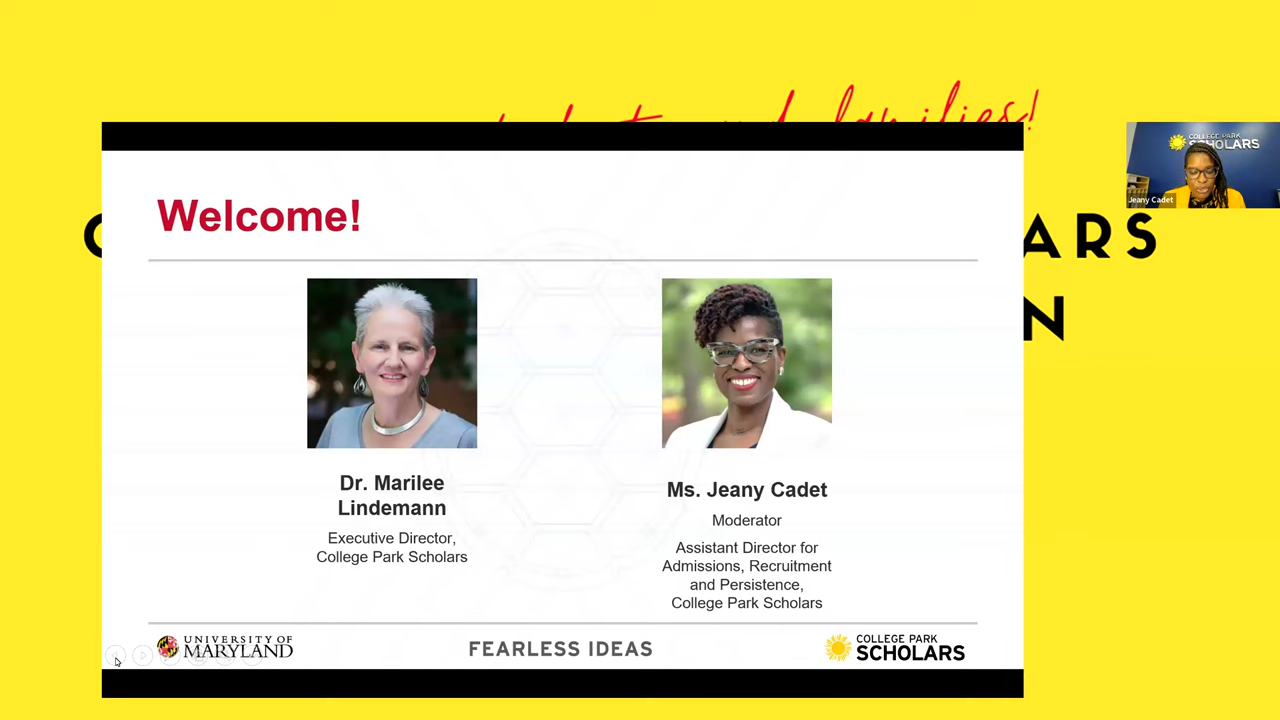 families!
COLLEGE PARK
SCHOLARS
Jeany Cadet
ARS
N
Welcome!
Dr. Marilee
Lindemann
Executive Director,
College Park Scholars
Ms. Jeany Cadet
Moderator
Assistant Director for
Admissions, Recruitment
and Persistence,
College Park Scholars
UNIVERSITY OF
MARYLAND
FEARLESS IDEAS
COLLEGE PARK
SCHOLARS